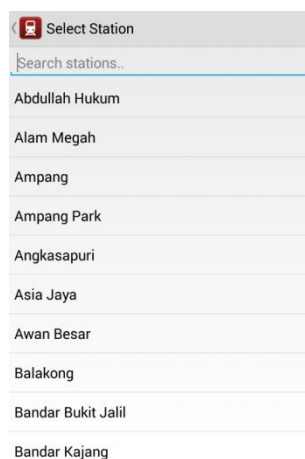 Select Station
Search stations..
Abdullah Hukum
Alam Megah
Ampang
Ampang Park
Angkasapuri
Asia Jaya
Awan Besar
Balakong
Bandar Bukit Jalil
Bandar Kajang